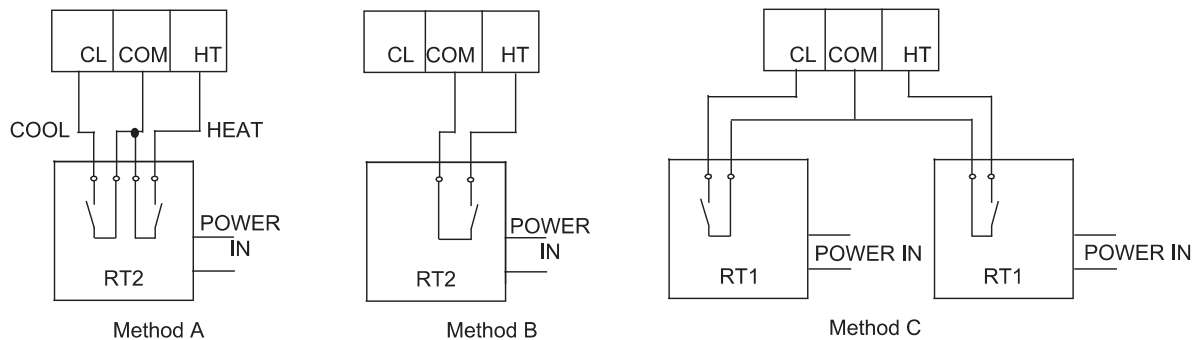 CL COM HT
COOL HEAT
POWER
IN
RT2
Method A
CL COM HT
POWER
IN
RT2
Method B
CL COM HT
POWER IN
RT1
POWER IN
RT1
Method C